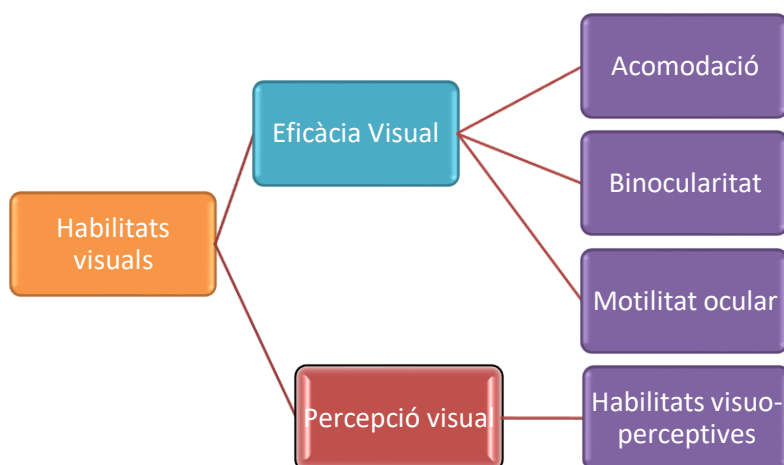 Habilitats
visuals
Eficàcia Visual
Acomodació
Binocularitat
Motilitat ocular
Percepció visual
Habilitats visuo-
perceptives